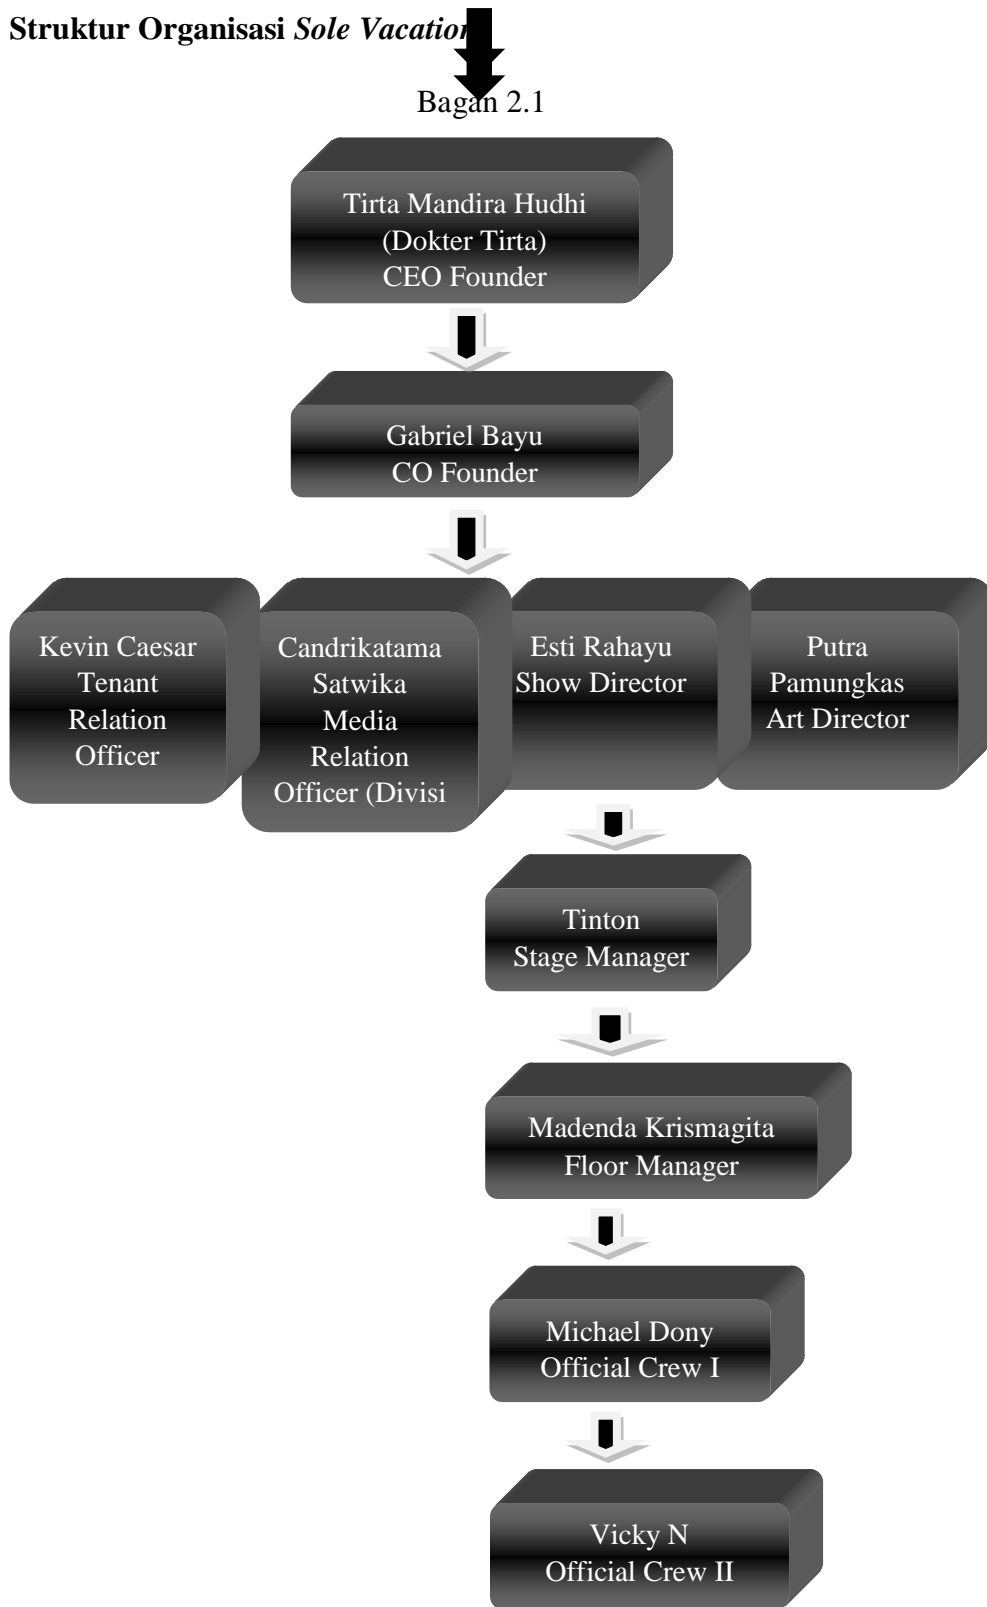 Struktur Organisasi Sole Vacation
Bagan 2.1
Tirta Mandira Hudhi
(Dokter Tirta)
CEO Founder
Gabriel Bayu
CO Founder
Kevin Caesar
Tenant
Relation
Officer
Candrikatama
Satwika
Media
Relation
Officer (Divisi
Esti Rahayu
Show Director
Putra
Pamungkas
Art Director
Tinton
Stage Manager
Madenda Krismagita
Floor Manager
Michael Dony
Official Crew I
Vicky N
Official Crew II